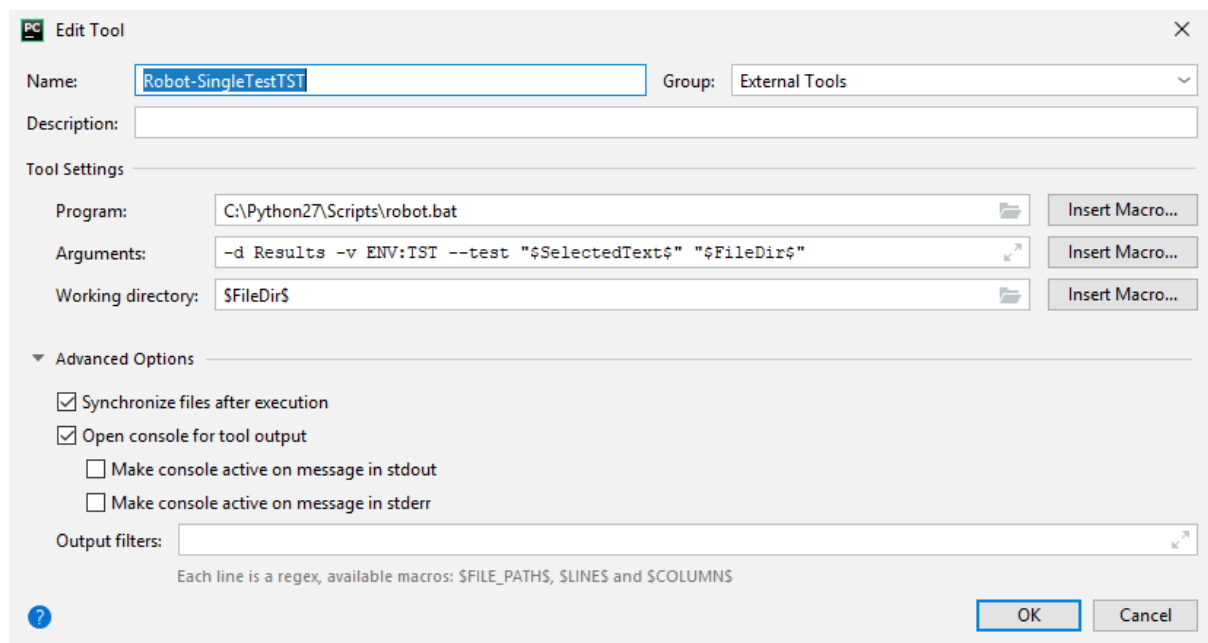 PC Edit Tool
Name: Robot-SingleTestTST Group: External Tools
Description:
Tool Settings
Program: C:\Python27\Scripts\robot.bat Insert Macro...
Arguments: -d Results -v ENV:TST --test "$SelectedText$" "$FileDir$" Insert Macro...
Working directory: $FileDir$ Insert Macro...
Advanced Options
Synchronize files after execution
Open console for tool output
Make console active on message in stdout
Make console active on message in stderr
Output filters:
Each line is a regex, available macros: $FILE_PATH$, $LINE$ and $COLUMN$
? OK Cancel